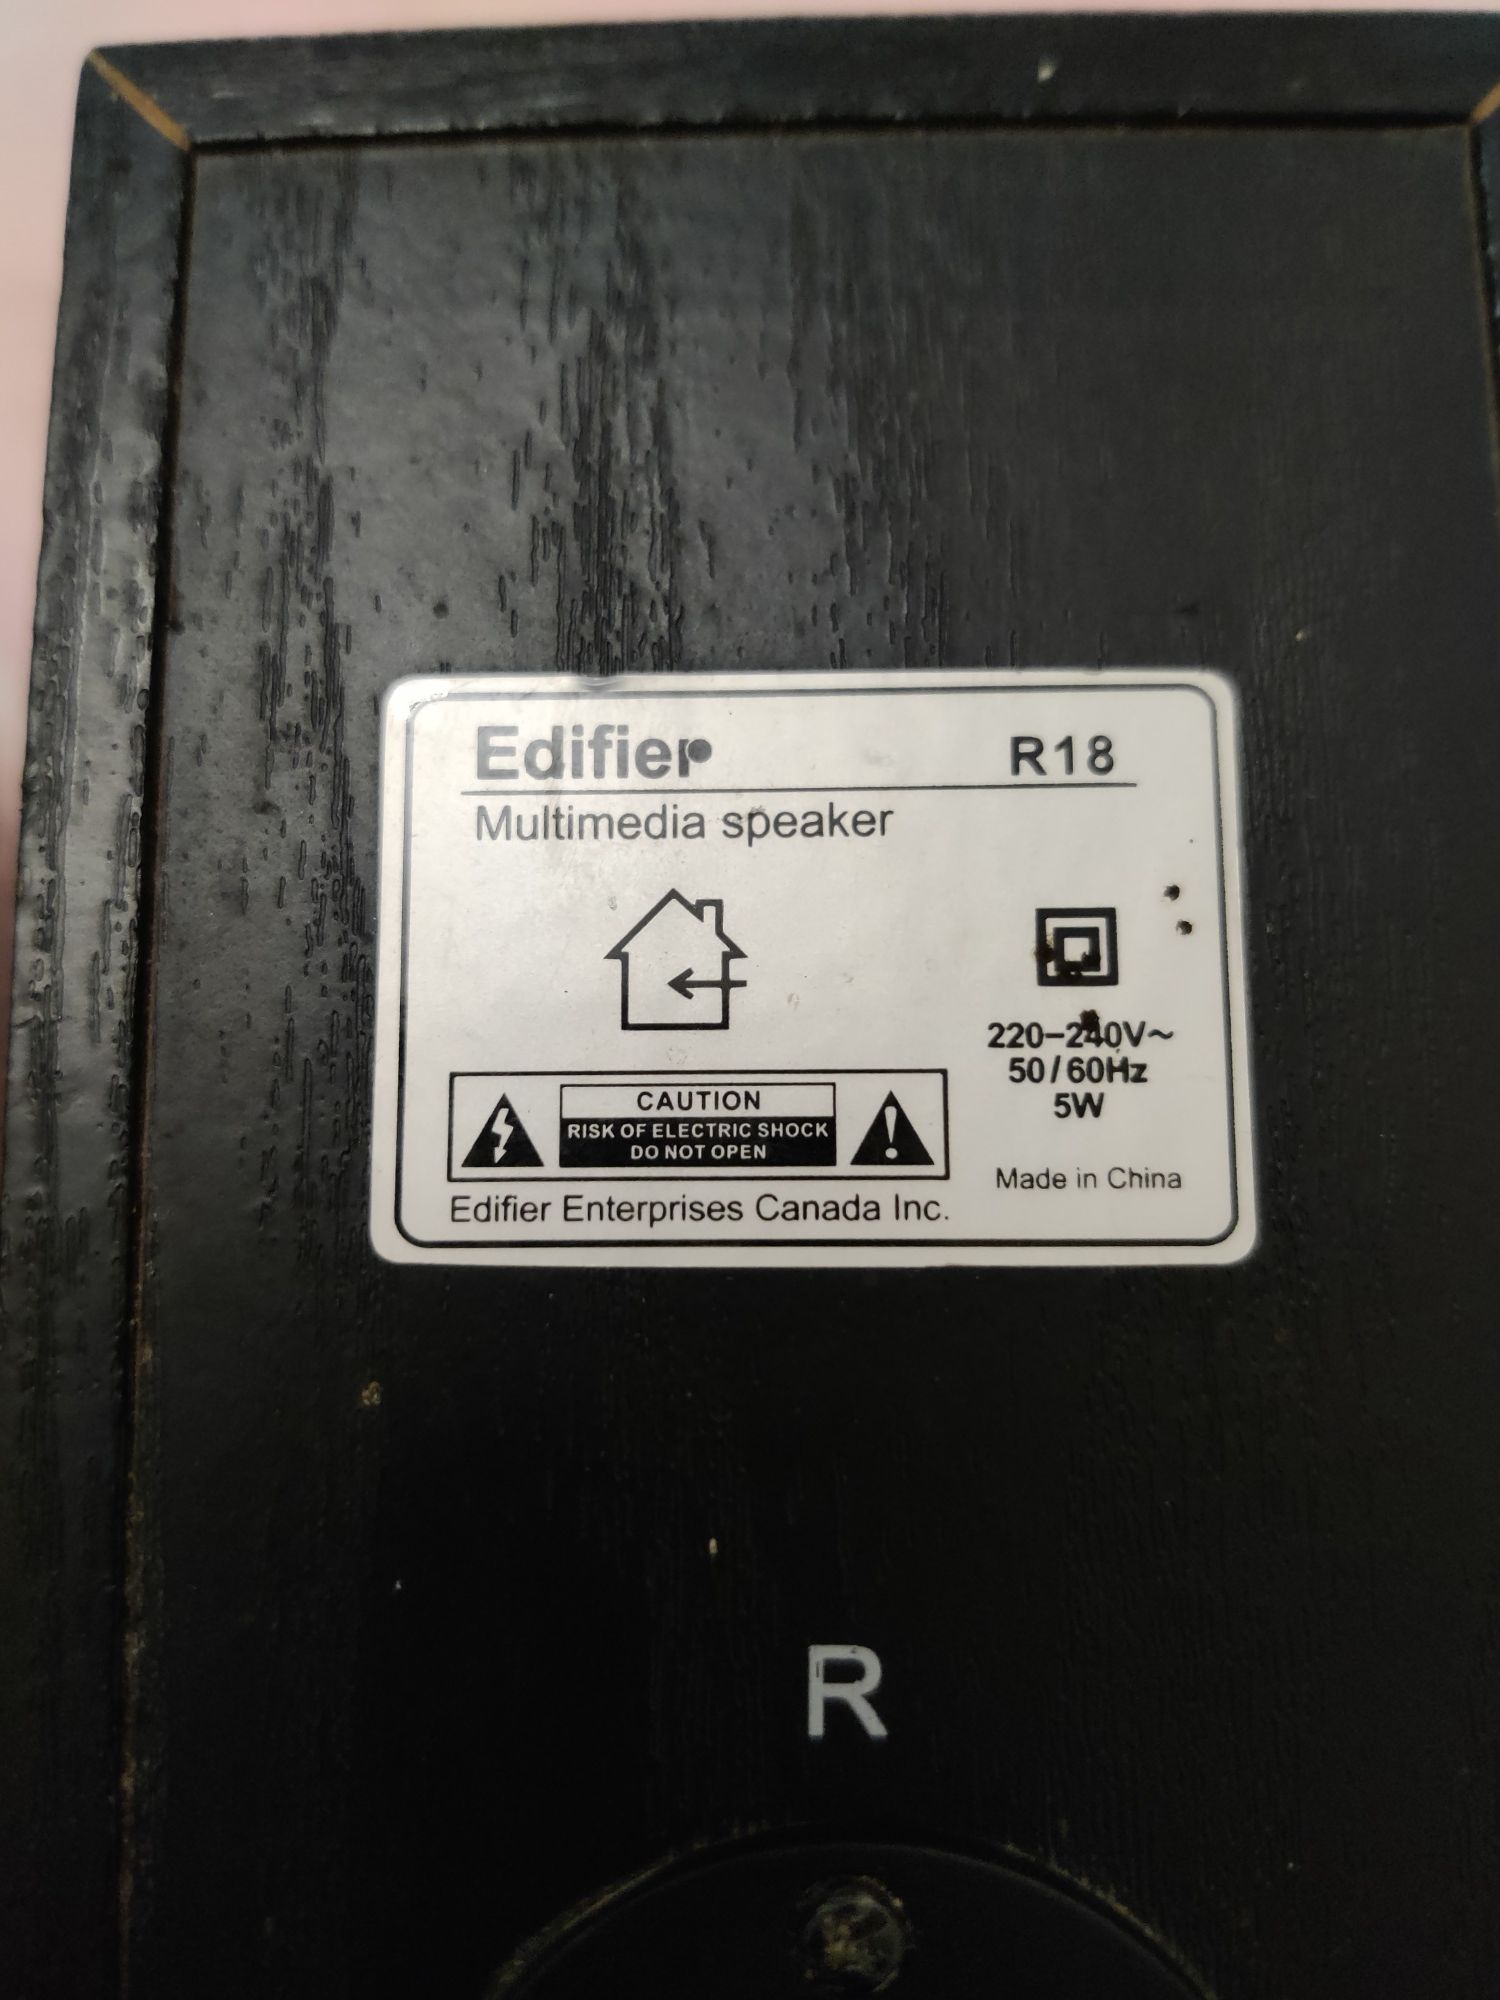 Edifier R18
Multimedia speaker
220–240V~
50/60Hz
5W
CAUTION
RISK OF ELECTRIC SHOCK
DO NOT OPEN
Made in China
Edifier Enterprises Canada Inc.
R